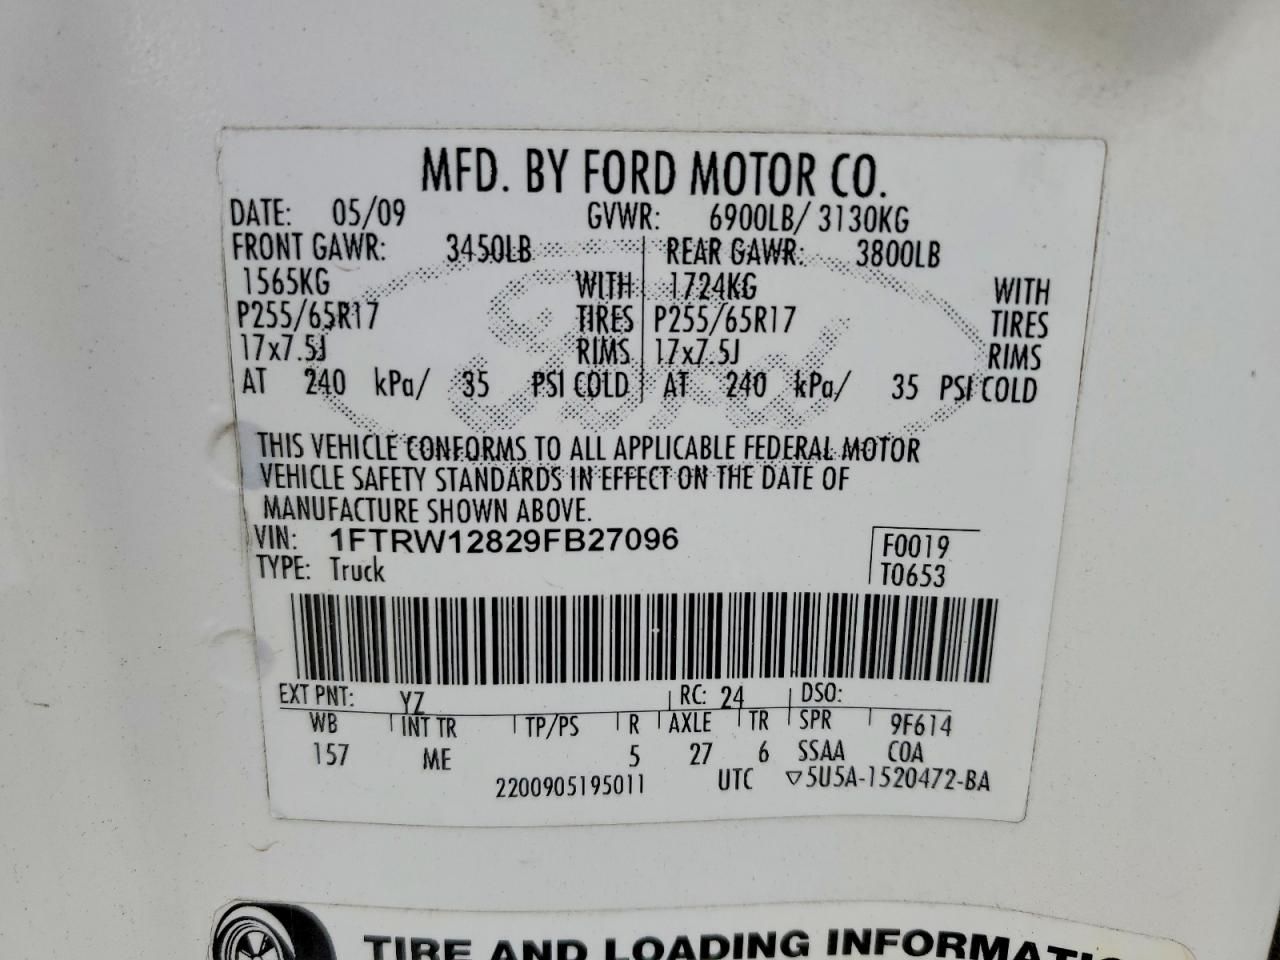 MFD. BY FORD MOTOR CO.
DATE: 05/09 GVWR: 6900LB/ 3130KG
FRONT GAWR: 3450LB REAR GAWR: 3800LB
1565KG WITH 1724KG WITH
P255/65R17 TIRES P255/65R17 TIRES
17x7.5J RIMS 17x7.5J RIMS
AT 240 kPa/ 35 PSI COLD AT 240 kPa/ 35 PSI COLD
Ford
THIS VEHICLE CONFORMS TO ALL APPLICABLE FEDERAL MOTOR
VEHICLE SAFETY STANDARDS IN EFFECT ON THE DATE OF
MANUFACTURE SHOWN ABOVE.
VIN: 1FTRW12829FB27096 F0019
TYPE: Truck T0653
EXT PNT: YZ RC: 24 DSO:
WB INT TR TP/PS R AXLE TR SPR 9F614
157 ME 5 27 6 SSAA COA
2200905195011 UTC ▽5U5A-1520472-BA
TIRE AND LOADING INFORMATIO